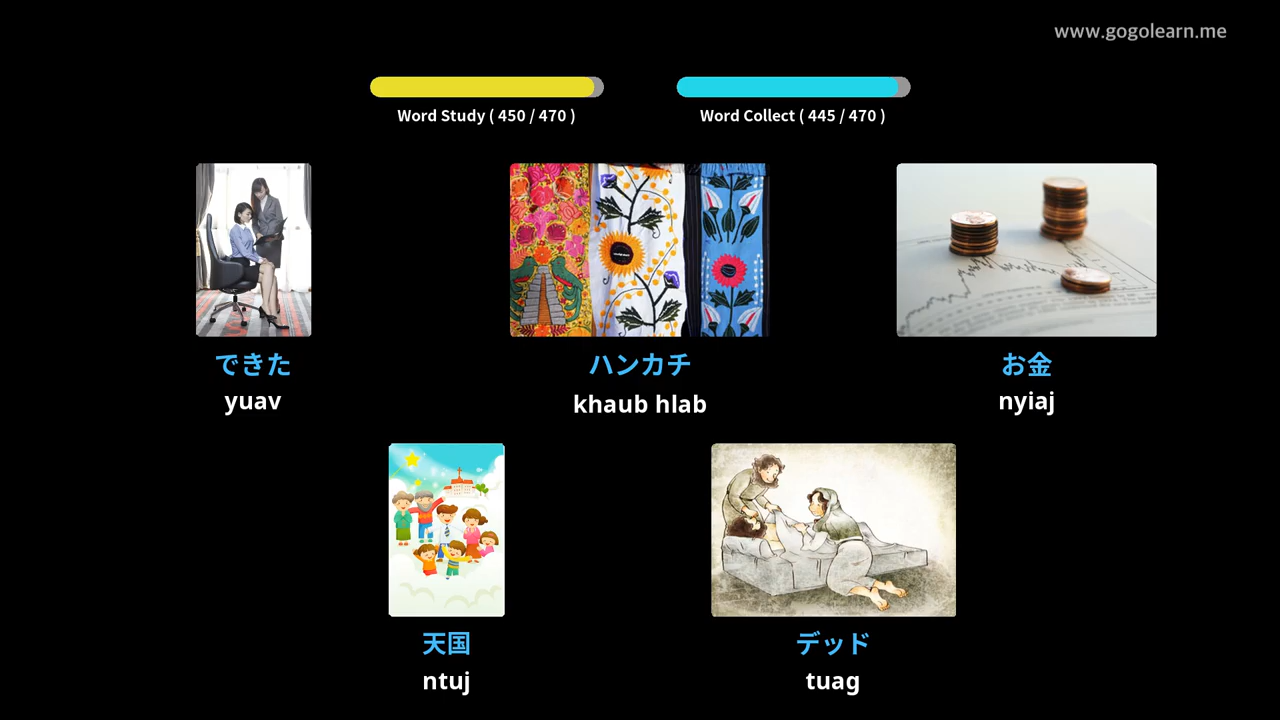 www.gogolearn.me
Word Study ( 450 / 470 )
Word Collect ( 445 / 470 )
できた
yuav
ハンカチ
khaub hlab
お金
nyiaj
天国
ntuj
デッド
tuag